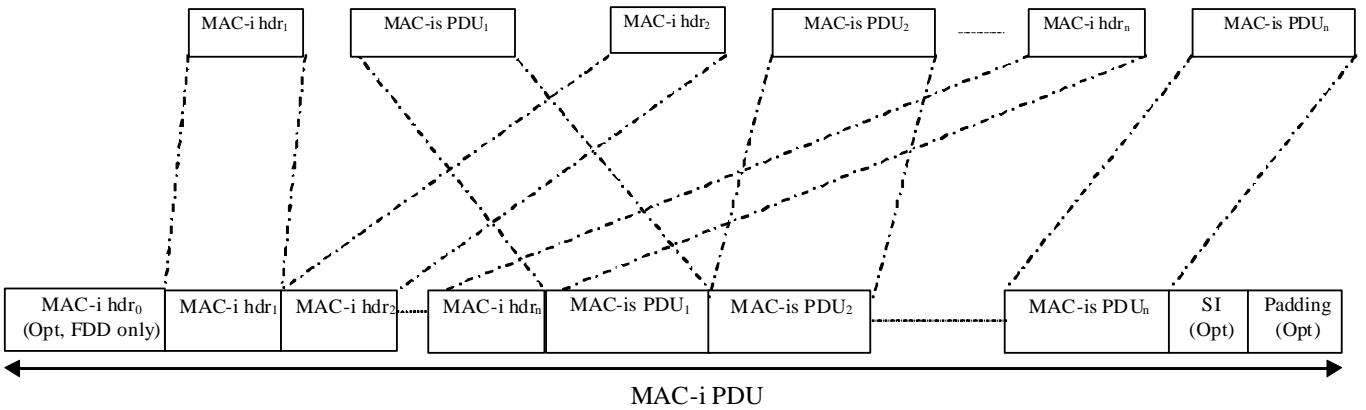 MAC-i hdr₁ MAC-is PDU₁ MAC-i hdr₂ MAC-is PDU₂ MAC-i hdrₙ MAC-is PDUₙ
MAC-i hdr₀ MAC-i hdr₁ MAC-i hdr₂ MAC-i hdrₙ MAC-is PDU₁ MAC-is PDU₂ MAC-is PDUₙ SI Padding
(Opt, FDD only) (Opt) (Opt)
MAC-i PDU